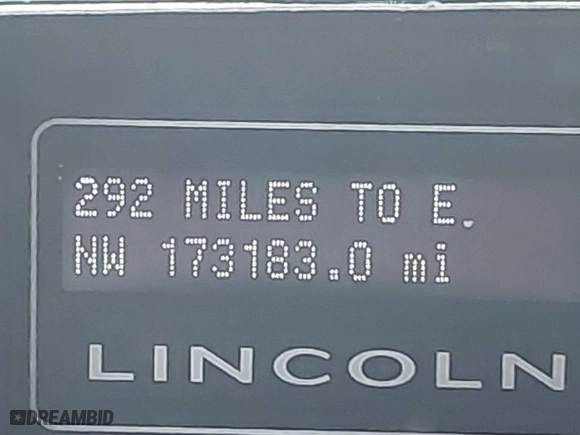 292 MILES TO E
NW 173183.0 mi
LINCOLN
DREAMBID